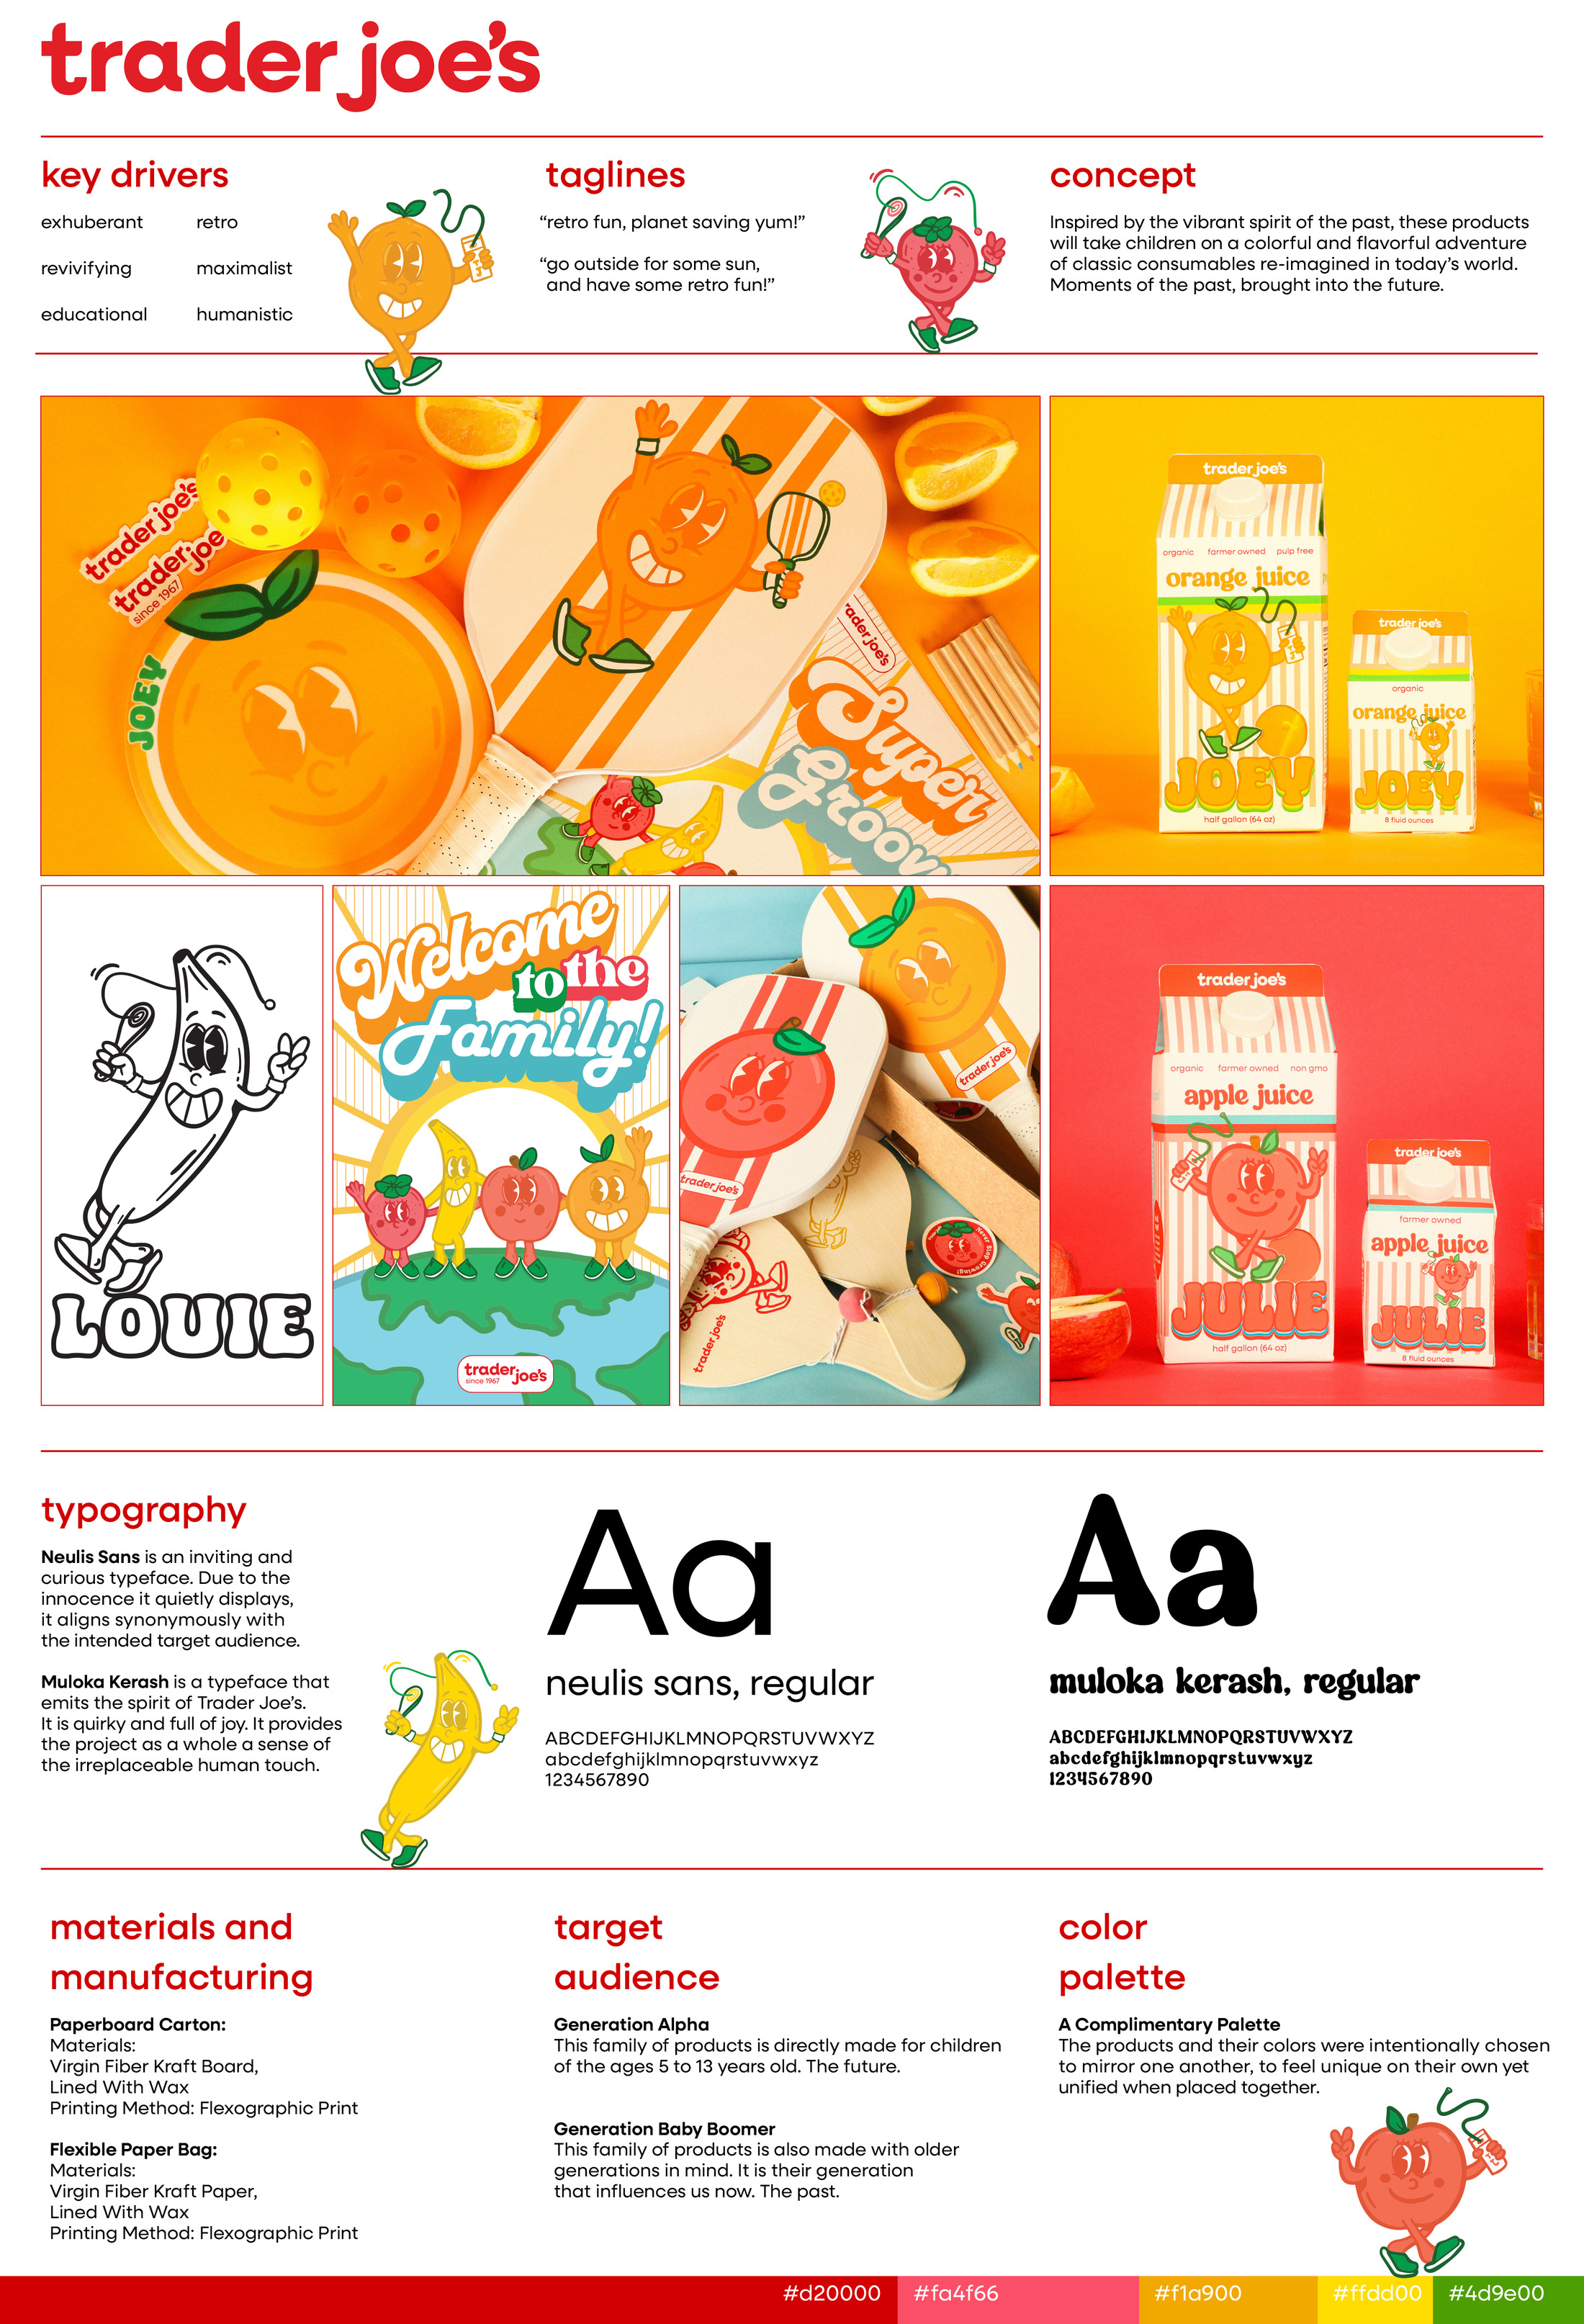 trader joe's
key drivers
exhuberant
retro
revivifying
maximalist
educational
humanistic
taglines
“retro fun, planet saving yum!”
“go outside for some sun,
and have some retro fun!”
concept
Inspired by the vibrant spirit of the past, these products
will take children on a colorful and flavorful adventure
of classic consumables re-imagined in today’s world.
Moments of the past, brought into the future.
trader joe's
trader joe
since 1967
JOEY
rader joe's
Super
Groov
trader joe's
organic farmer owned pulp free
orange juice
JOEY
half gallon (64 oz)
trader joe's
organic
orange juice
JOEY
8 fluid ounces
LOUIE
Welcome
to the
Family!
trader joe's
since 1967
trader joe's
trader joe's
trader joe's
Never Stop Growing!
trader joe's
organic farmer owned non gmo
apple juice
JULIE
half gallon (64 oz)
trader joe's
farmer owned
apple juice
JULIE
8 fluid ounces
typography
Neulis Sans is an inviting and
curious typeface. Due to the
innocence it quietly displays,
it aligns synonymously with
the intended target audience.
Muloka Kerash is a typeface that
emits the spirit of Trader Joe’s.
It is quirky and full of joy. It provides
the project as a whole a sense of
the irreplaceable human touch.
Aa
neulis sans, regular
ABCDEFGHIJKLMNOPQRSTUVWXYZ
abcdefghijklmnopqrstuvwxyz
1234567890
Aa
muloka kerash, regular
ABCDEFGHIJKLMNOPQRSTUVWXYZ
abcdefghijklmnopqrstuvwxyz
1234567890
materials and
manufacturing
Paperboard Carton:
Materials:
Virgin Fiber Kraft Board,
Lined With Wax
Printing Method: Flexographic Print
Flexible Paper Bag:
Materials:
Virgin Fiber Kraft Paper,
Lined With Wax
Printing Method: Flexographic Print
target
audience
Generation Alpha
This family of products is directly made for children
of the ages 5 to 13 years old. The future.
Generation Baby Boomer
This family of products is also made with older
generations in mind. It is their generation
that influences us now. The past.
color
palette
A Complimentary Palette
The products and their colors were intentionally chosen
to mirror one another, to feel unique on their own yet
unified when placed together.
#d20000
#fa4f66
#f1a900
#ffdd00
#4d9e00